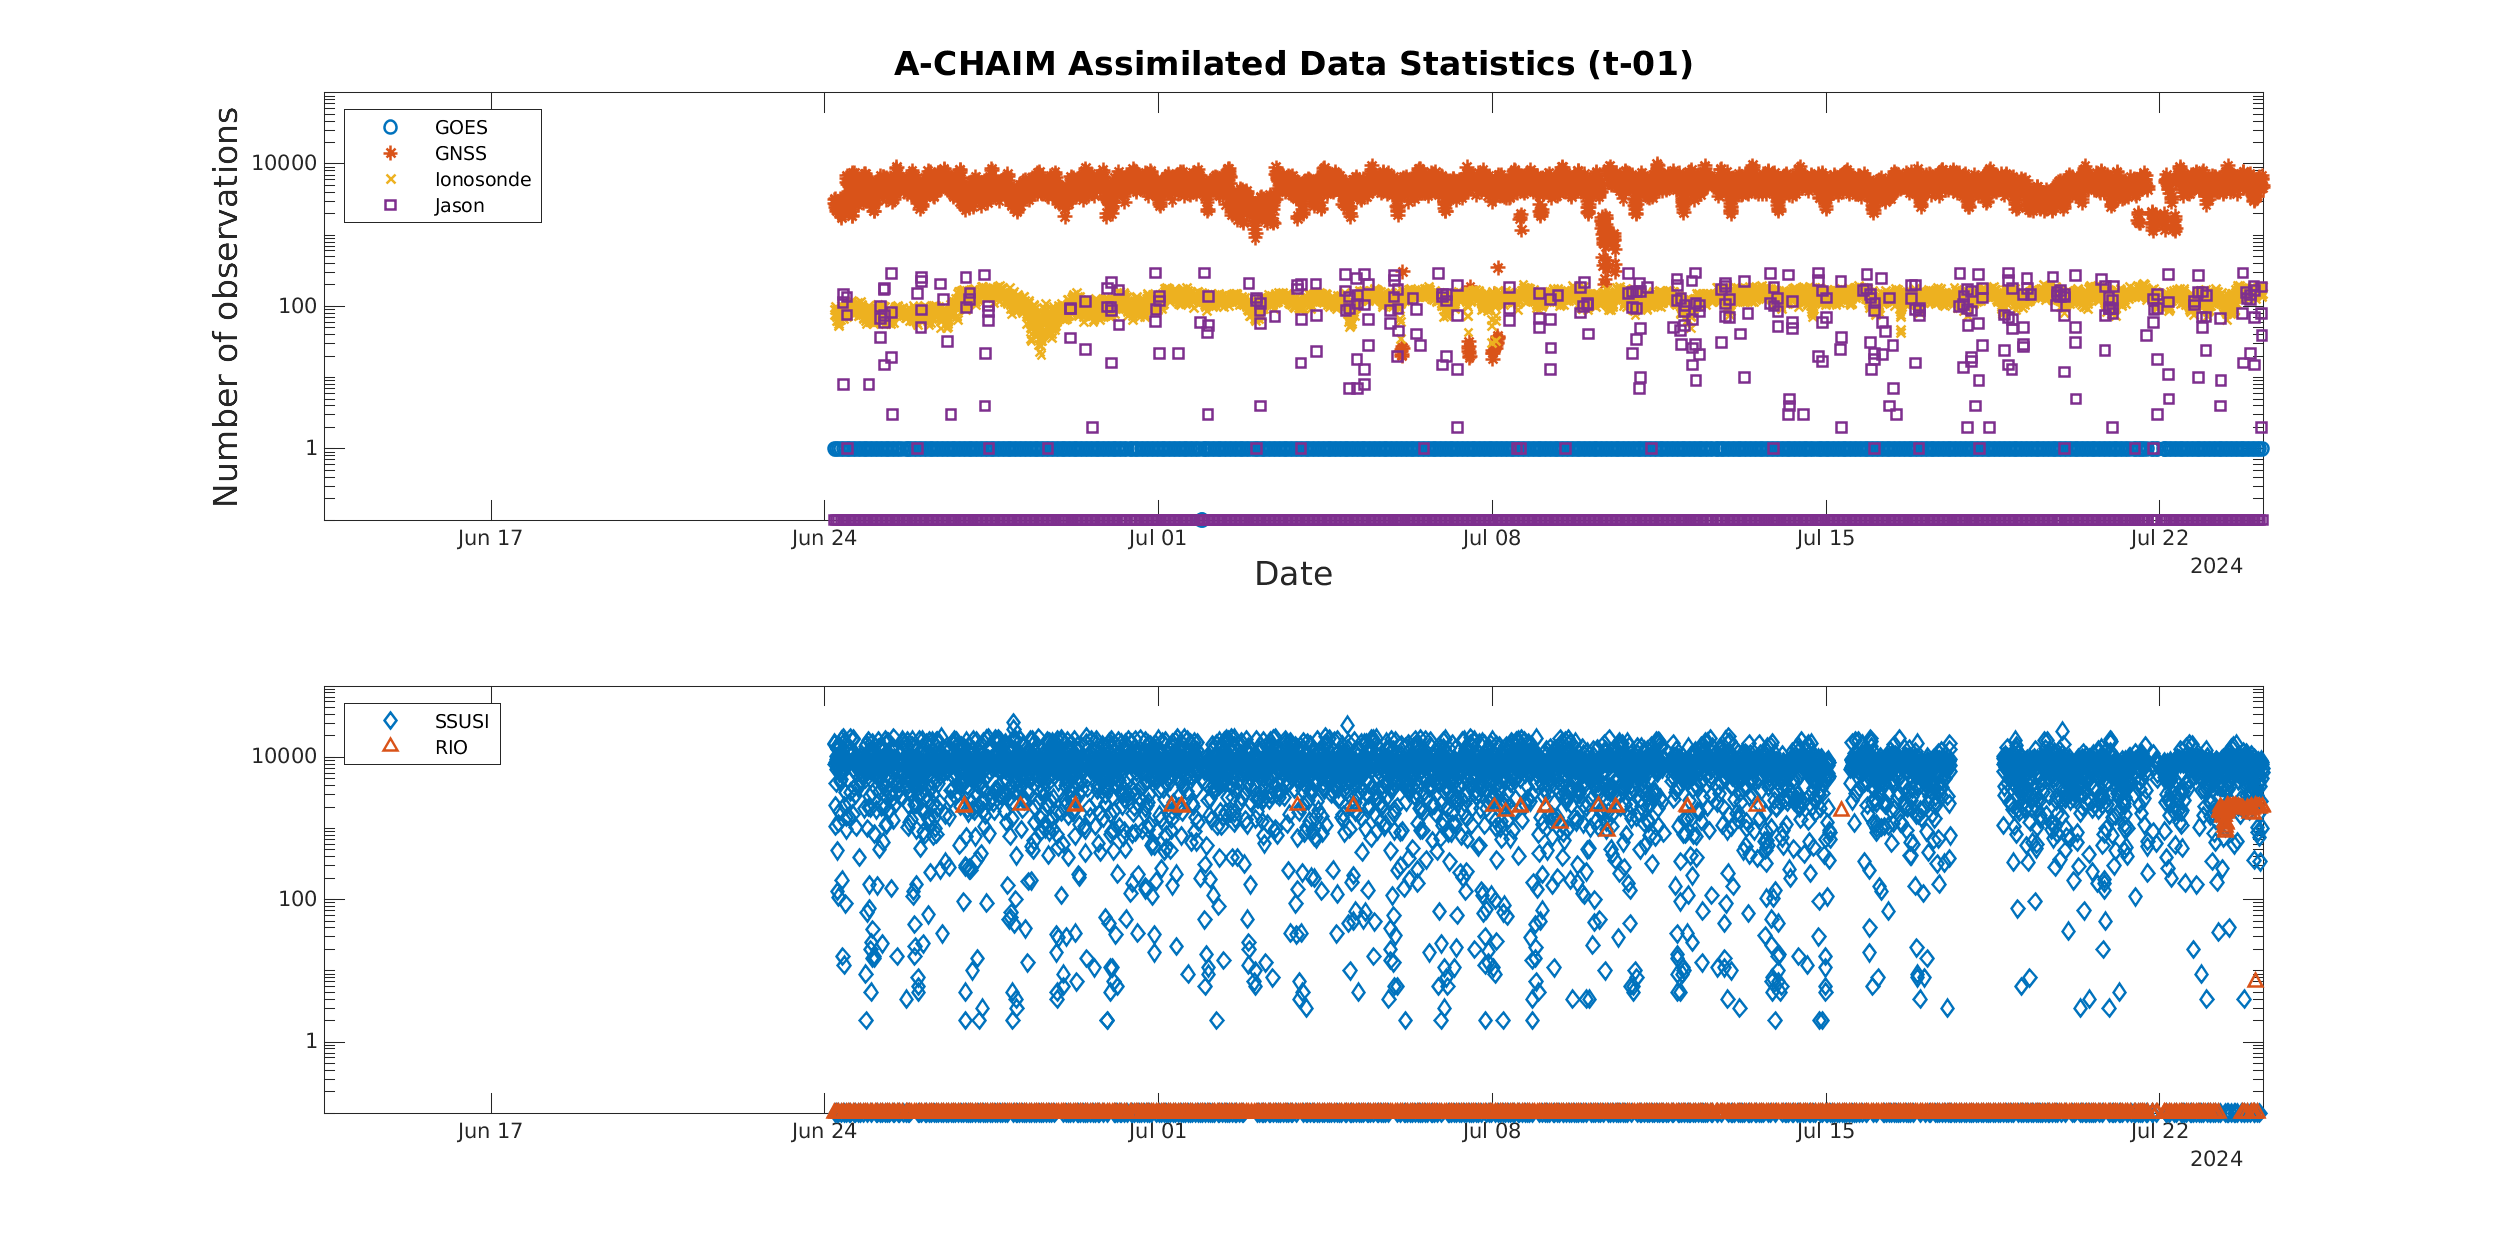 A-CHAIM Assimilated Data Statistics (t-01)
Number of observations
10000
100
1
GOES
GNSS
Ionosonde
Jason
Jun 17
Jun 24
Jul 01
Jul 08
Jul 15
Jul 22
2024
Date
10000
100
1
SSUSI
RIO
Jun 17
Jun 24
Jul 01
Jul 08
Jul 15
Jul 22
2024